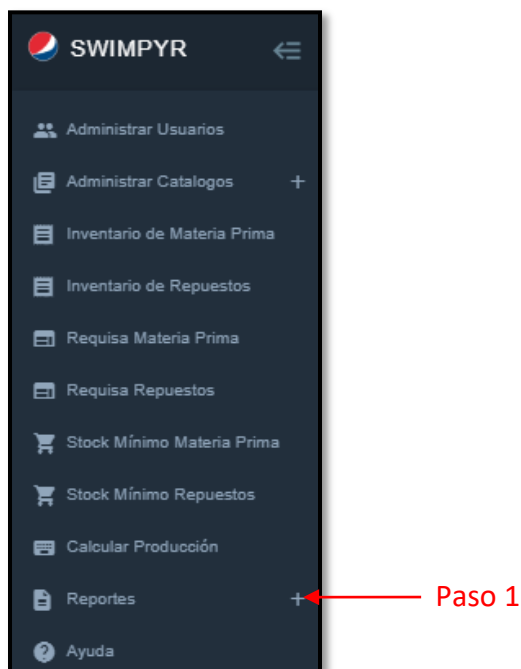 SWIMPYR
Administrar Usuarios
Administrar Catalogos +
Inventario de Materia Prima
Inventario de Repuestos
Requisa Materia Prima
Requisa Repuestos
Stock Mínimo Materia Prima
Stock Mínimo Repuestos
Calcular Producción
Reportes + Paso 1
Ayuda